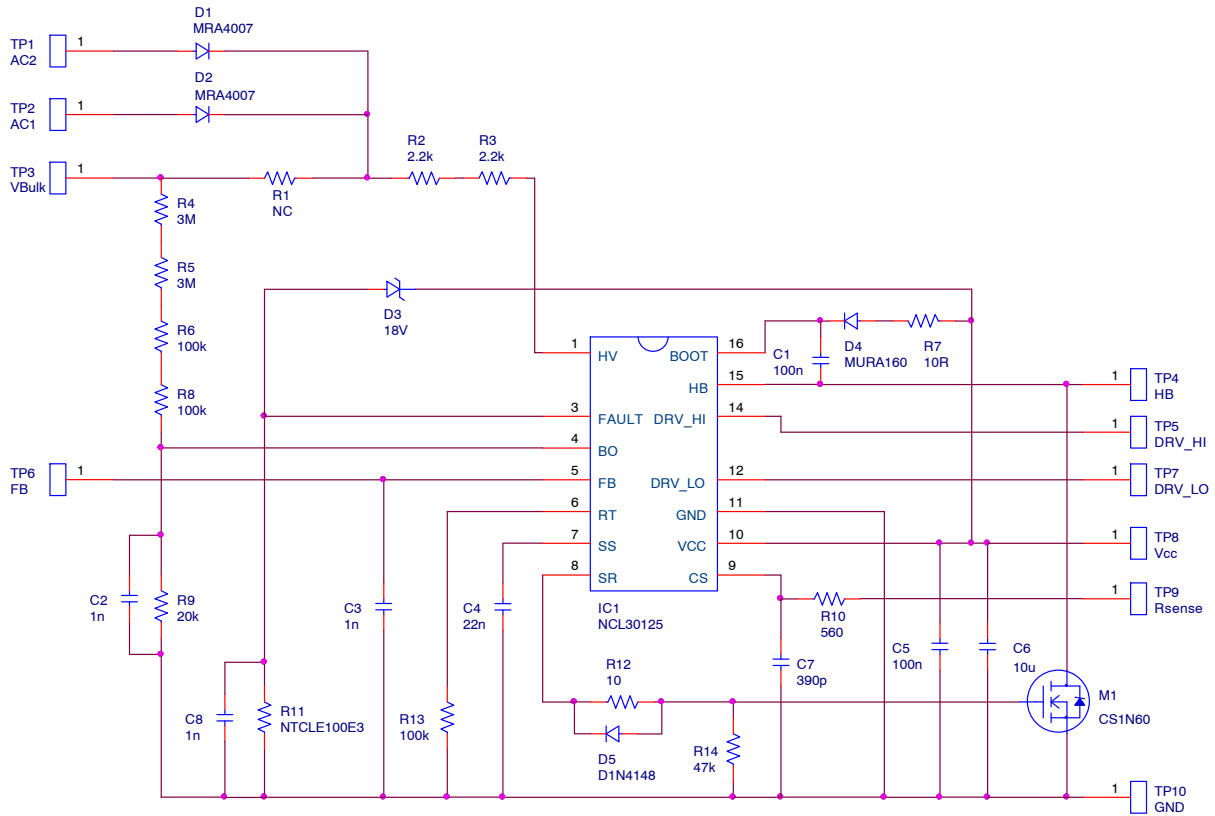 D1
MRA4007
TP1
AC2
1
D2
MRA4007
TP2
AC1
1
TP3
VBulk
1
R1
NC
R2
2.2k
R3
2.2k
R4
3M
R5
3M
R6
100k
R8
100k
D3
18V
1
HV
3
FAULT
4
BO
5
FB
6
RT
7
SS
8
SR
16
BOOT
15
HB
14
DRV_HI
12
DRV_LO
11
GND
10
VCC
9
CS
IC1
NCL30125
C1
100n
D4
MURA160
R7
10R
1
TP4
HB
1
TP5
DRV_HI
1
TP7
DRV_LO
1
TP8
Vcc
1
TP9
Rsense
TP6
FB
1
C2
1n
R9
20k
C3
1n
C4
22n
R10
560
C5
100n
C6
10u
C7
390p
C8
1n
R11
NTCLE100E3
R13
100k
R12
10
D5
D1N4148
R14
47k
M1
CS1N60
1
TP10
GND